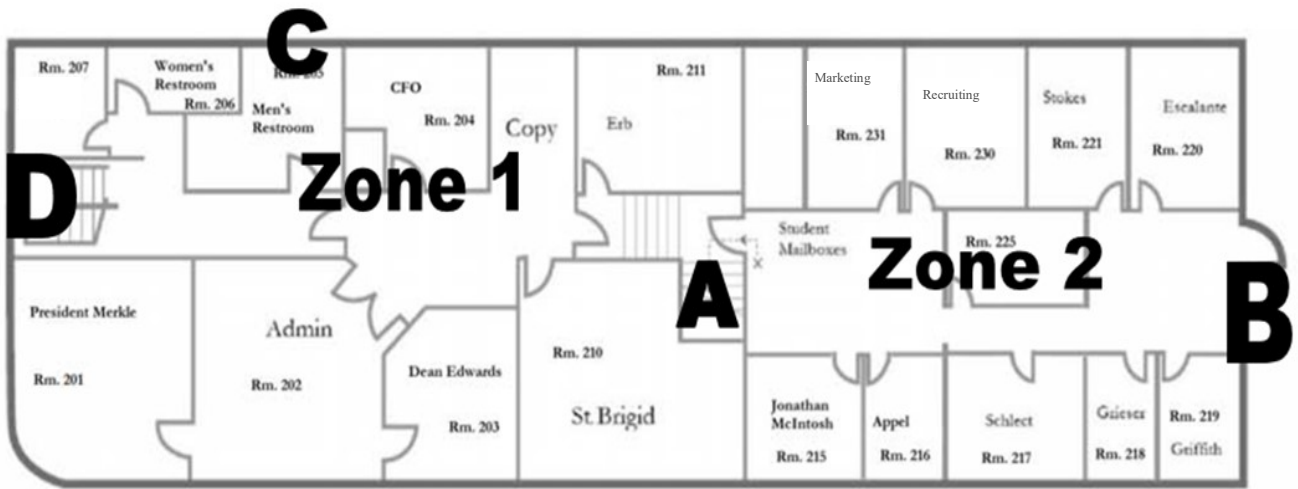 C
Rm. 207
Women's
Restroom
Rm. 206
Men's
Restroom
CFO
Rm. 204
Copy
Rm. 211
Erb
Marketing
Rm. 231
Recruiting
Rm. 230
Stokes
Rm. 221
Escalante
Rm. 220
D
Zone 1
Student
Mailboxes
X
Zone 2
Rm. 225
A
B
President Merkle
Rm. 201
Admin
Rm. 202
Dean Edwards
Rm. 203
Rm. 210
St. Brigid
Jonathan
McIntosh
Rm. 215
Appel
Rm. 216
Schlect
Rm. 217
Grieser
Rm. 218
Rm. 219
Griffith